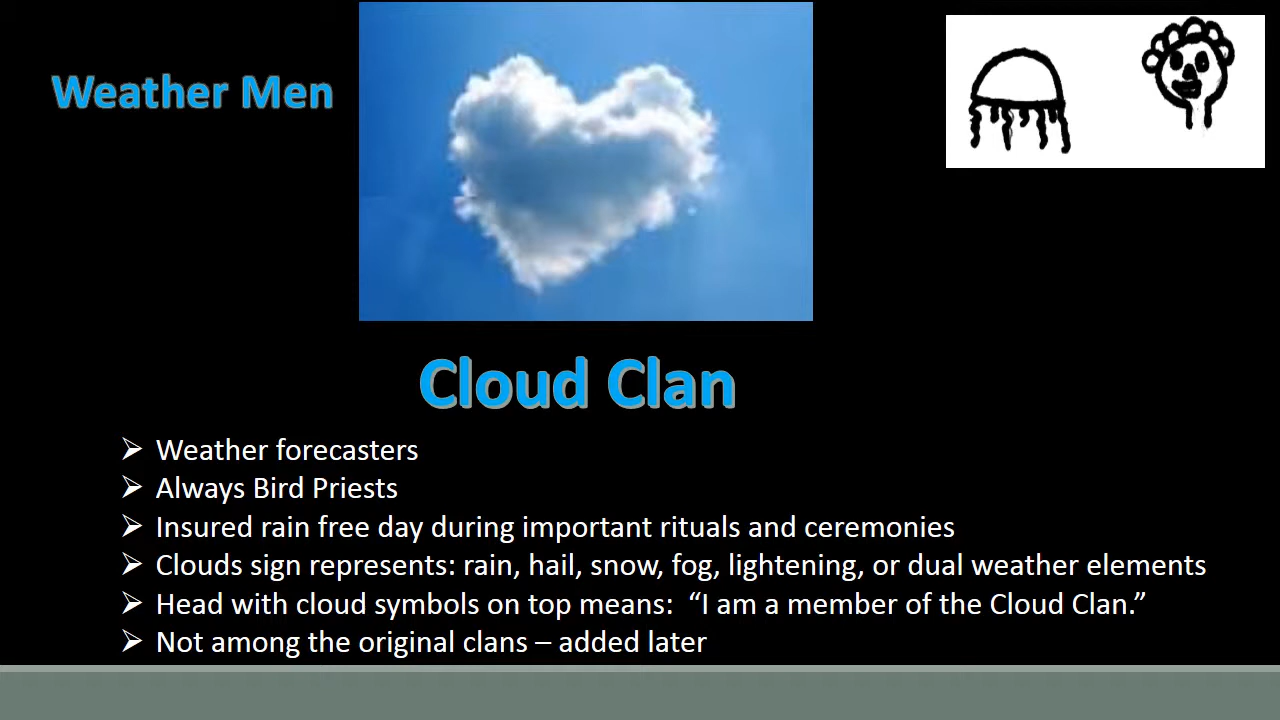 Weather Men
Cloud Clan
➢ Weather forecasters
➢ Always Bird Priests
➢ Insured rain free day during important rituals and ceremonies
➢ Clouds sign represents: rain, hail, snow, fog, lightening, or dual weather elements
➢ Head with cloud symbols on top means:  “I am a member of the Cloud Clan.”
➢ Not among the original clans – added later